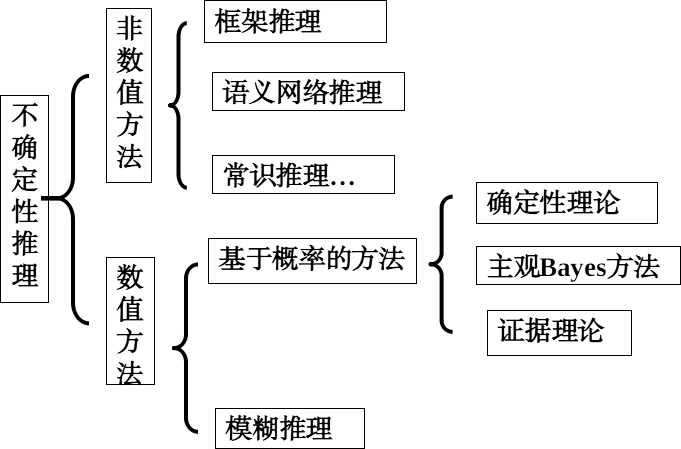 不确定性推理
非数值方法
框架推理
语义网络推理
常识推理…
数值方法
基于概率的方法
确定性理论
主观Bayes方法
证据理论
模糊推理